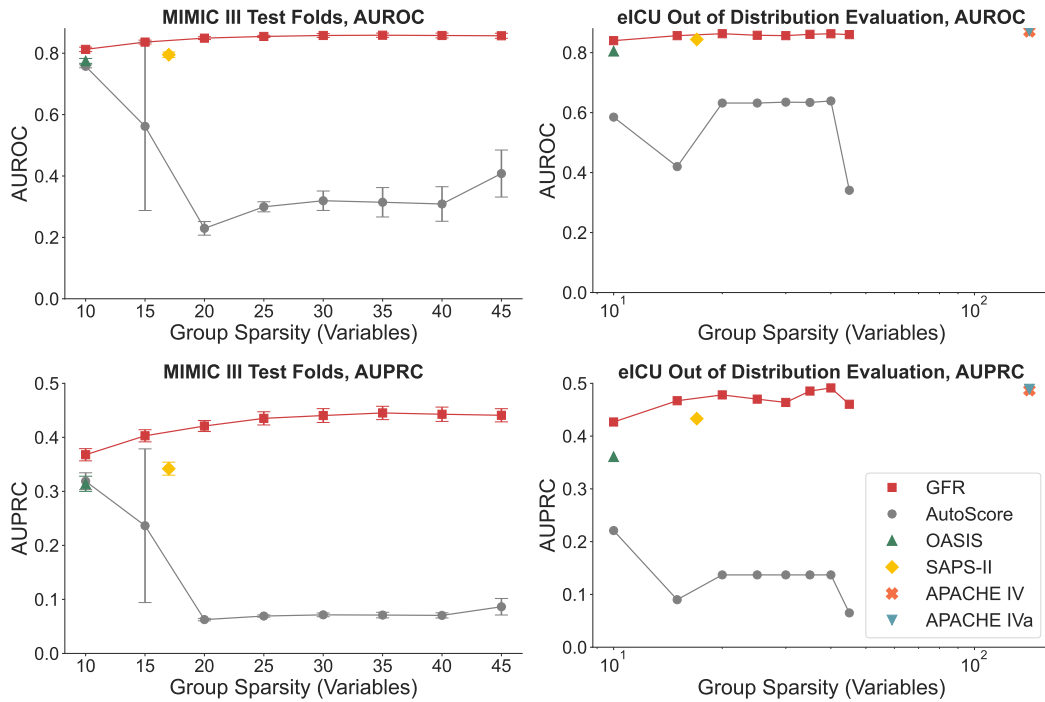 MIMIC III Test Folds, AUROC
AUROC
0.8
0.6
0.4
0.2
0.0
10 15 20 25 30 35 40 45
Group Sparsity (Variables)
eICU Out of Distribution Evaluation, AUROC
AUROC
0.8
0.6
0.4
0.2
0.0
10¹ 10²
Group Sparsity (Variables)
MIMIC III Test Folds, AUPRC
AUPRC
0.5
0.4
0.3
0.2
0.1
0.0
10 15 20 25 30 35 40 45
Group Sparsity (Variables)
eICU Out of Distribution Evaluation, AUPRC
AUPRC
0.5
0.4
0.3
0.2
0.1
0.0
10¹ 10²
Group Sparsity (Variables)
GFR
AutoScore
OASIS
SAPS-II
APACHE IV
APACHE IVa